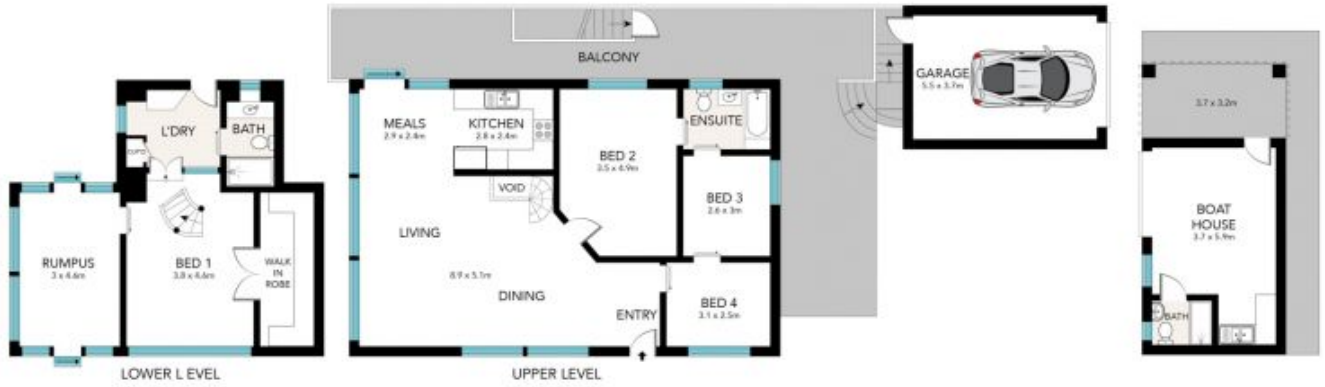 BALCONY
GARAGE
5.5 x 3.7m
3.7 x 3.2m
L'DRY
BATH
CUP'D
MEALS
2.9 x 2.4m
KITCHEN
2.8 x 2.4m
ENSUITE
BED 2
3.5 x 4.9m
VOID
BED 3
2.6 x 3m
BOAT
HOUSE
3.7 x 5.9m
LIVING
RUMPUS
3 x 4.6m
BED 1
3.8 x 4.6m
WALK
IN
ROBE
8.9 x 5.1m
DINING
ENTRY
BED 4
3.1 x 2.5m
BATH
LOWER L EVEL
UPPER LEVEL